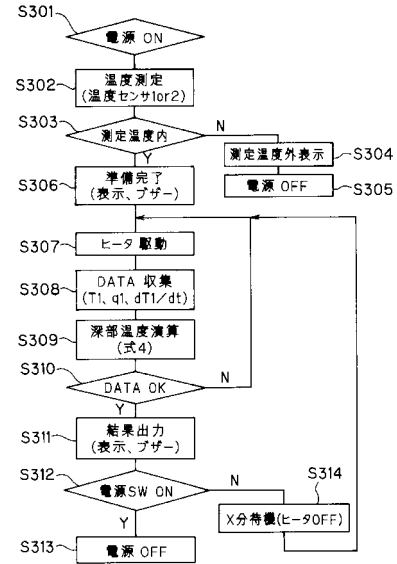 S301
電源 ON
S302
温度測定
(温度センサ1or2)
S303
測定温度内
N
Y
S304
測定温度外表示
S305
電源 OFF
S306
準備完了
(表示、ブザー)
S307
ヒータ駆動
S308
DATA 収集
(T1、q1、dT1/dt)
S309
深部温度演算
(式4)
S310
DATA OK
N
Y
S311
結果出力
(表示、ブザー)
S312
電源SW ON
N
Y
S314
X分待機(ヒータOFF)
S313
電源 OFF